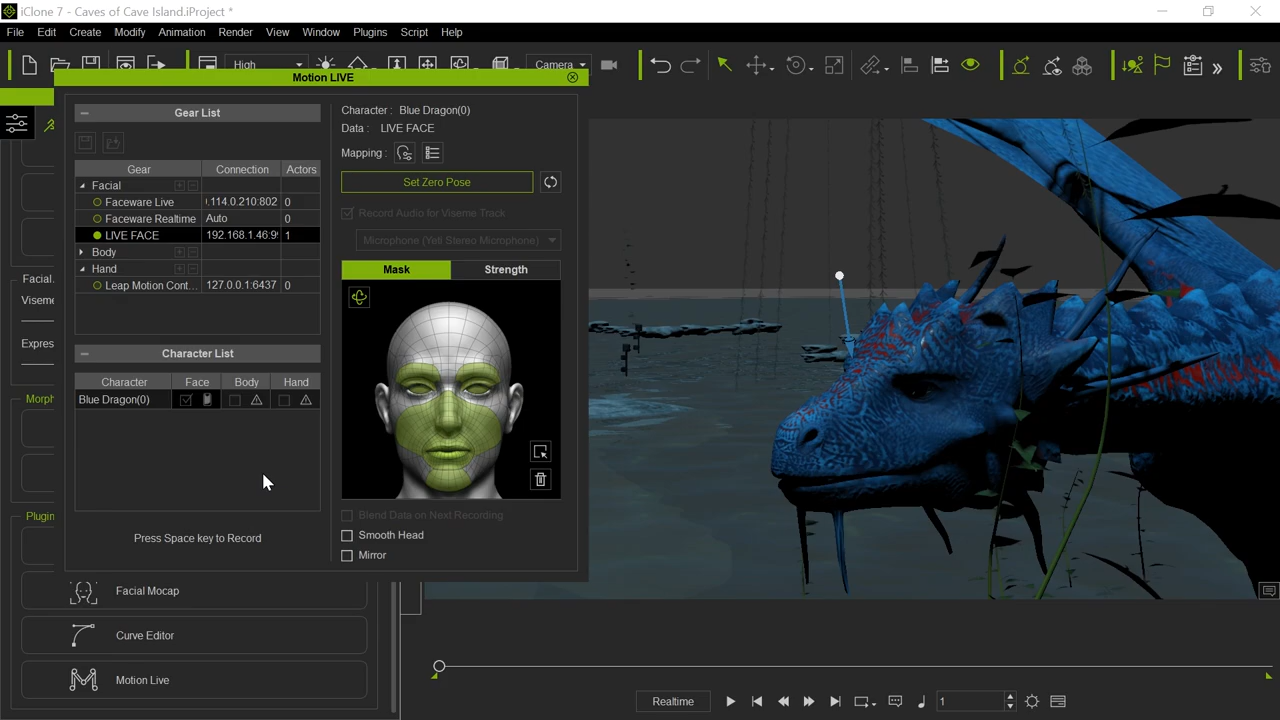 iClone 7 - Caves of Cave Island.iProject *
File Edit Create Modify Animation Render View Window Plugins Script Help
High Camera
Motion LIVE
Gear List
Gear Connection Actors
Facial
Faceware Live .114.0.210:802 0
Faceware Realtime Auto 0
LIVE FACE 192.168.1.46:9 1
Body
Hand
Leap Motion Cont... 127.0.0.1:6437 0
Character List
Character Face Body Hand
Blue Dragon(0)
Press Space key to Record
Character : Blue Dragon(0)
Data : LIVE FACE
Mapping :
Set Zero Pose
Record Audio for Viseme Track
Microphone (Yeti Stereo Microphone)
Mask Strength
Blend Data on Next Recording
Smooth Head
Mirror
Facial
Viseme
Expres
Morph
Plugin
Facial Mocap
Curve Editor
Motion Live
Realtime
1